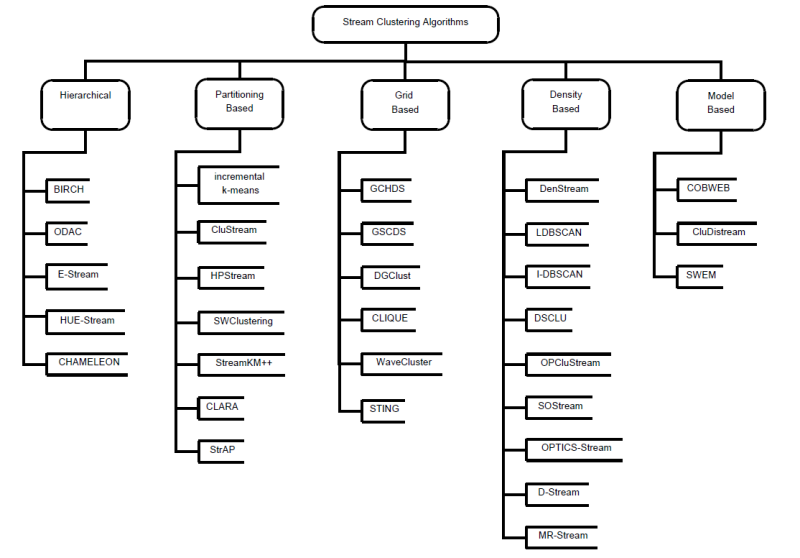 Stream Clustering Algorithms
Hierarchical
Partitioning
Based
Grid
Based
Density
Based
Model
Based
BIRCH
ODAC
E-Stream
HUE-Stream
CHAMELEON
incremental
k-means
CluStream
HPStream
SWClustering
StreamKM++
CLARA
StrAP
GCHDS
GSCDS
DGClust
CLIQUE
WaveCluster
STING
DenStream
LDBSCAN
I-DBSCAN
DSCLU
OPCluStream
SOStream
OPTICS-Stream
D-Stream
MR-Stream
COBWEB
CluDistream
SWEM